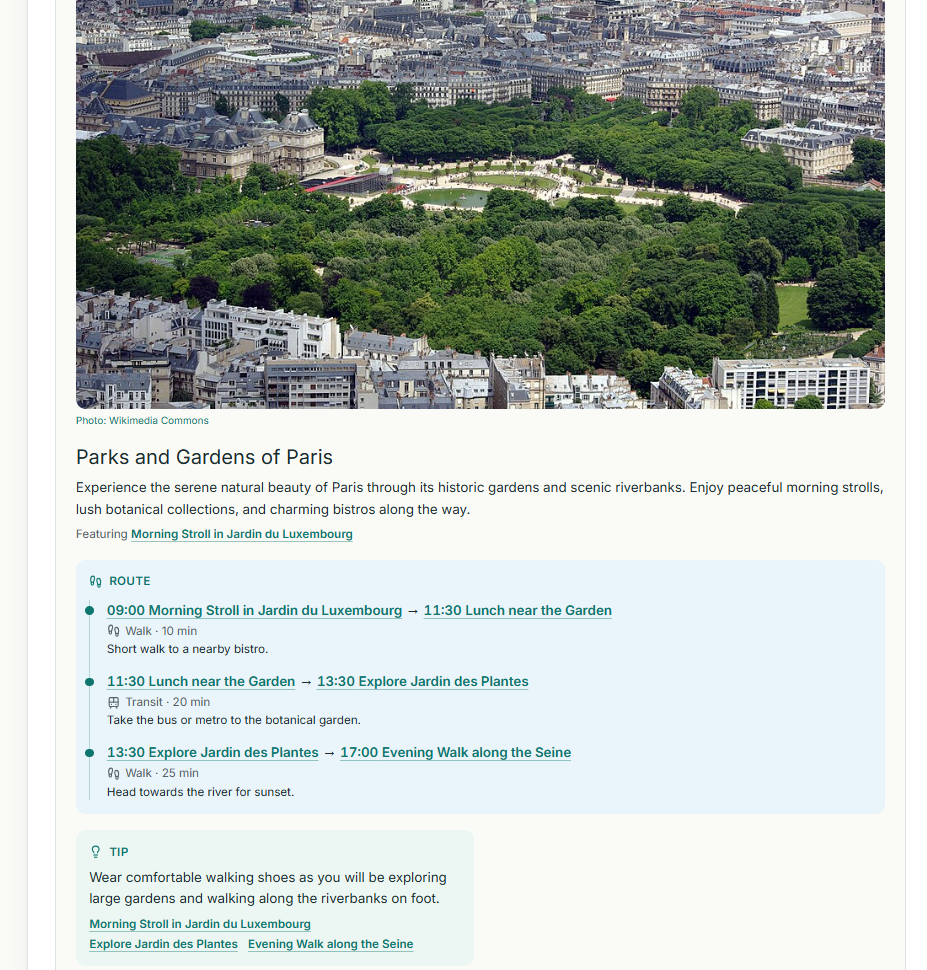 Photo: Wikimedia Commons
Parks and Gardens of Paris
Experience the serene natural beauty of Paris through its historic gardens and scenic riverbanks. Enjoy peaceful morning strolls,
lush botanical collections, and charming bistros along the way.
Featuring Morning Stroll in Jardin du Luxembourg
ROUTE
09:00 Morning Stroll in Jardin du Luxembourg → 11:30 Lunch near the Garden
Walk · 10 min
Short walk to a nearby bistro.
11:30 Lunch near the Garden → 13:30 Explore Jardin des Plantes
Transit · 20 min
Take the bus or metro to the botanical garden.
13:30 Explore Jardin des Plantes → 17:00 Evening Walk along the Seine
Walk · 25 min
Head towards the river for sunset.
TIP
Wear comfortable walking shoes as you will be exploring
large gardens and walking along the riverbanks on foot.
Morning Stroll in Jardin du Luxembourg
Explore Jardin des Plantes Evening Walk along the Seine